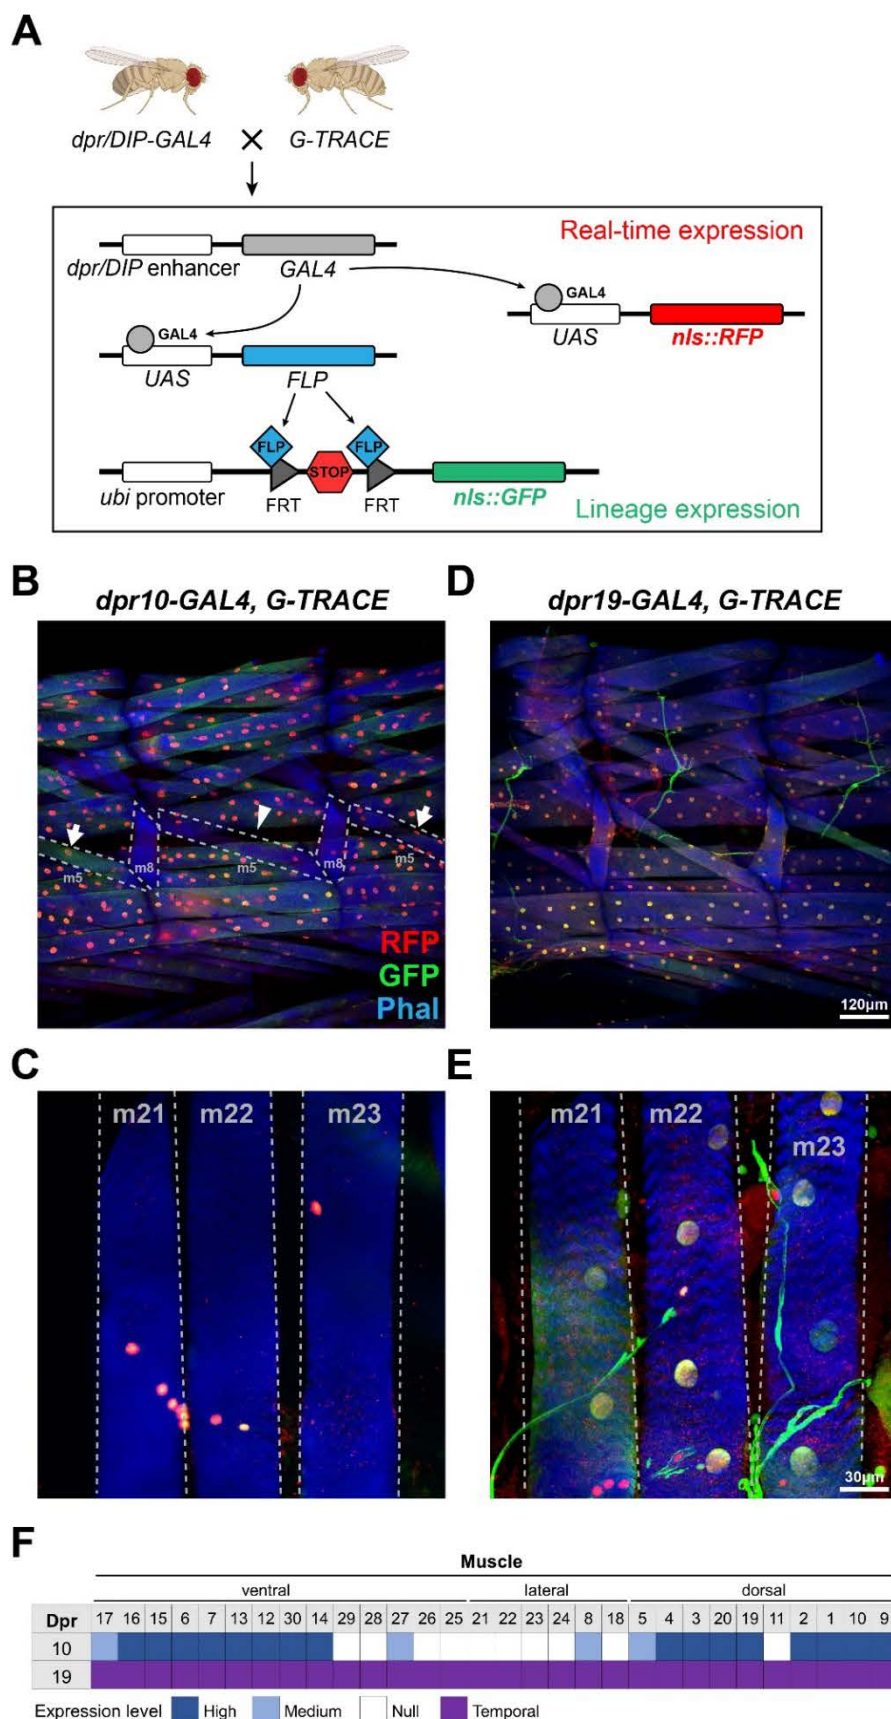 A
dpr/DIP-GAL4 × G-TRACE
Real-time expression
dpr/DIP enhancer GAL4
GAL4
UAS nls::RFP
GAL4
UAS FLP
FLP FLP
STOP
ubi promoter FRT FRT nls::GFP
Lineage expression
B dpr10-GAL4, G-TRACE
m5 m8 m5 m8 m5
RFP
GFP
Phal
D dpr19-GAL4, G-TRACE
120µm
C
m21 m22 m23
E
m21 m22 m23
30µm
F
Muscle
ventral lateral dorsal
Dpr 17 16 15 6 7 13 12 30 14 29 28 27 26 25 21 22 23 24 8 18 5 4 3 20 19 11 2 1 10 9
10
19
Expression level High Medium Null Temporal